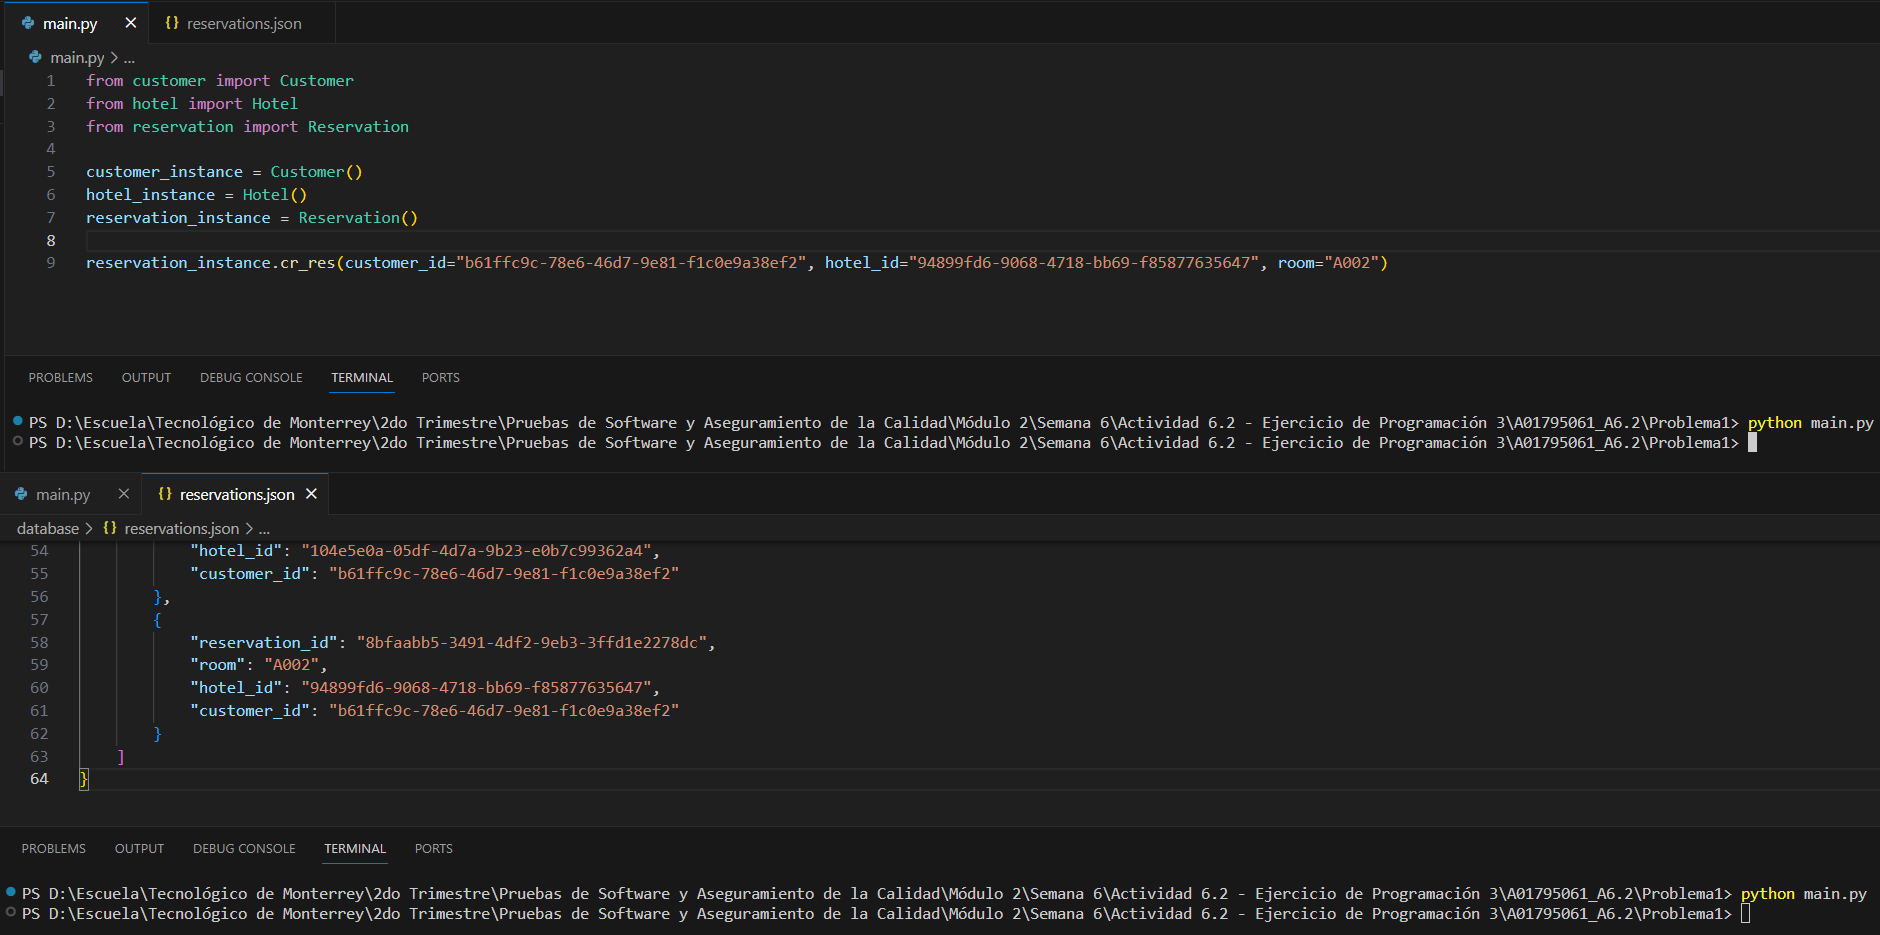 main.py
{} reservations.json
main.py > ...
1 from customer import Customer
2 from hotel import Hotel
3 from reservation import Reservation
4
5 customer_instance = Customer()
6 hotel_instance = Hotel()
7 reservation_instance = Reservation()
8
9 reservation_instance.cr_res(customer_id="b61ffc9c-78e6-46d7-9e81-f1c0e9a38ef2", hotel_id="94899fd6-9068-4718-bb69-f85877635647", room="A002")
PROBLEMS OUTPUT DEBUG CONSOLE TERMINAL PORTS
PS D:\Escuela\Tecnológico de Monterrey\2do Trimestre\Pruebas de Software y Aseguramiento de la Calidad\Módulo 2\Semana 6\Actividad 6.2 - Ejercicio de Programación 3\A01795061_A6.2\Problema1> python main.py
PS D:\Escuela\Tecnológico de Monterrey\2do Trimestre\Pruebas de Software y Aseguramiento de la Calidad\Módulo 2\Semana 6\Actividad 6.2 - Ejercicio de Programación 3\A01795061_A6.2\Problema1>
main.py
{} reservations.json
database > {} reservations.json > ...
54 "hotel_id": "104e5e0a-05df-4d7a-9b23-e0b7c99362a4",
55 "customer_id": "b61ffc9c-78e6-46d7-9e81-f1c0e9a38ef2"
56 },
57 {
58 "reservation_id": "8bfaabb5-3491-4df2-9eb3-3ffd1e2278dc",
59 "room": "A002",
60 "hotel_id": "94899fd6-9068-4718-bb69-f85877635647",
61 "customer_id": "b61ffc9c-78e6-46d7-9e81-f1c0e9a38ef2"
62 }
63 ]
64 }
PROBLEMS OUTPUT DEBUG CONSOLE TERMINAL PORTS
PS D:\Escuela\Tecnológico de Monterrey\2do Trimestre\Pruebas de Software y Aseguramiento de la Calidad\Módulo 2\Semana 6\Actividad 6.2 - Ejercicio de Programación 3\A01795061_A6.2\Problema1> python main.py
PS D:\Escuela\Tecnológico de Monterrey\2do Trimestre\Pruebas de Software y Aseguramiento de la Calidad\Módulo 2\Semana 6\Actividad 6.2 - Ejercicio de Programación 3\A01795061_A6.2\Problema1>